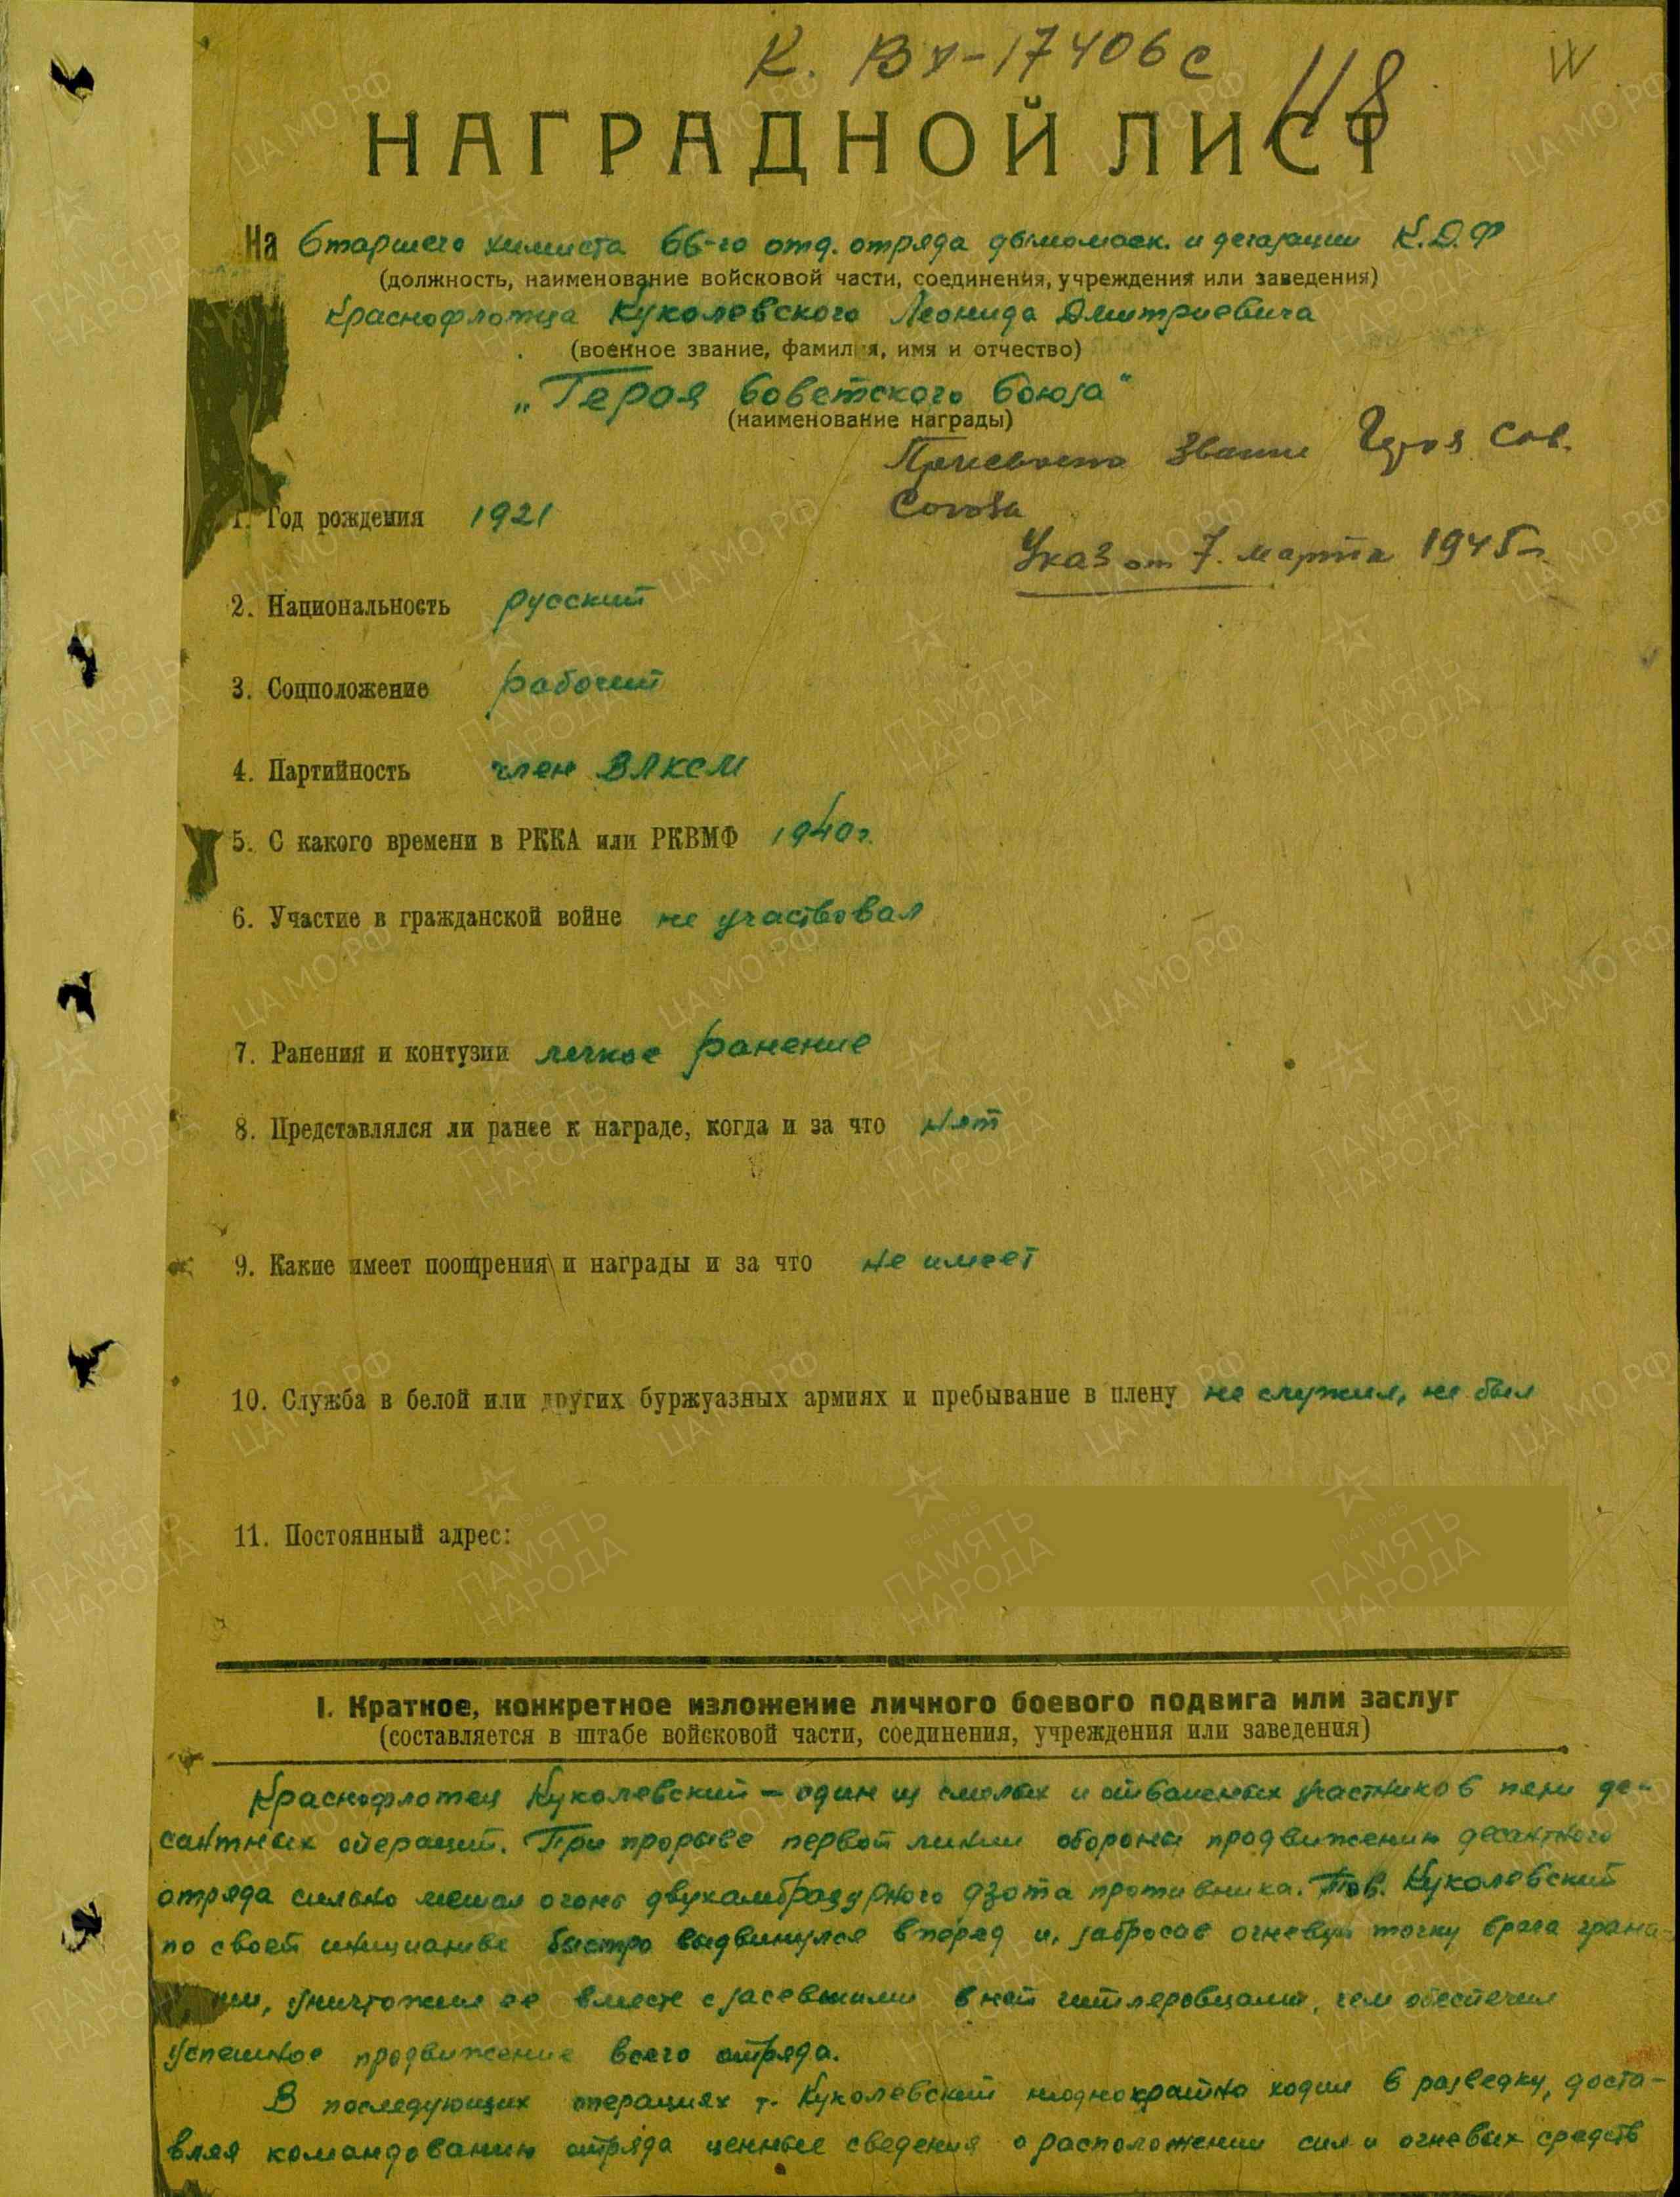 К. Вх-17406с
118
НАГРАДНОЙ ЛИСТ
На Старшего химиста 66-го отд. отряда дымомаск. и дегазации К.Д.Ф
(должность, наименование войсковой части, соединения, учреждения или заведения)
Краснофлотца Куколевского Леонида Дмитриевича
(военное звание, фамилия, имя и отчество)
„Героя Советского Союза"
(наименование награды)
Присвоено звание Героя Сов.
Союза
Указ от 7. марта 1945 г.
1. Год рождения 1921
2. Национальность русский
3. Соцположение рабочий
4. Партийность член ВЛКСМ
5. С какого времени в РККА или РКВМФ 1940г.
6. Участие в гражданской войне не участвовал
7. Ранения и контузии легкое ранение
8. Представлялся ли ранее к награде, когда и за что нет
9. Какие имеет поощрения и награды и за что не имеет
10. Служба в белой или других буржуазных армиях и пребывание в плену не служил, не был
11. Постоянный адрес:
I. Краткое, конкретное изложение личного боевого подвига или заслуг
(составляется в штабе войсковой части, соединения, учреждения или заведения)
Краснофлотец Куколевский – один из смелых и отважных участников пяти де-
сантных операций. При прорыве первой линии обороны продвижению десантного
отряда сильно мешал огонь двухамбразурного дзота противника. Тов. Куколевский
по своей инициативе быстро выдвинулся вперед и, забросав огневую точку врага грана-
ми, уничтожил ее вместе с засевшими в ней гитлеровцами, чем обеспечил
успешное продвижение всего отряда.
В последующих операциях т. Куколевский неоднократно ходил в разведку, доста-
вляя командованию отряда ценные сведения о расположении сил и огневых средств